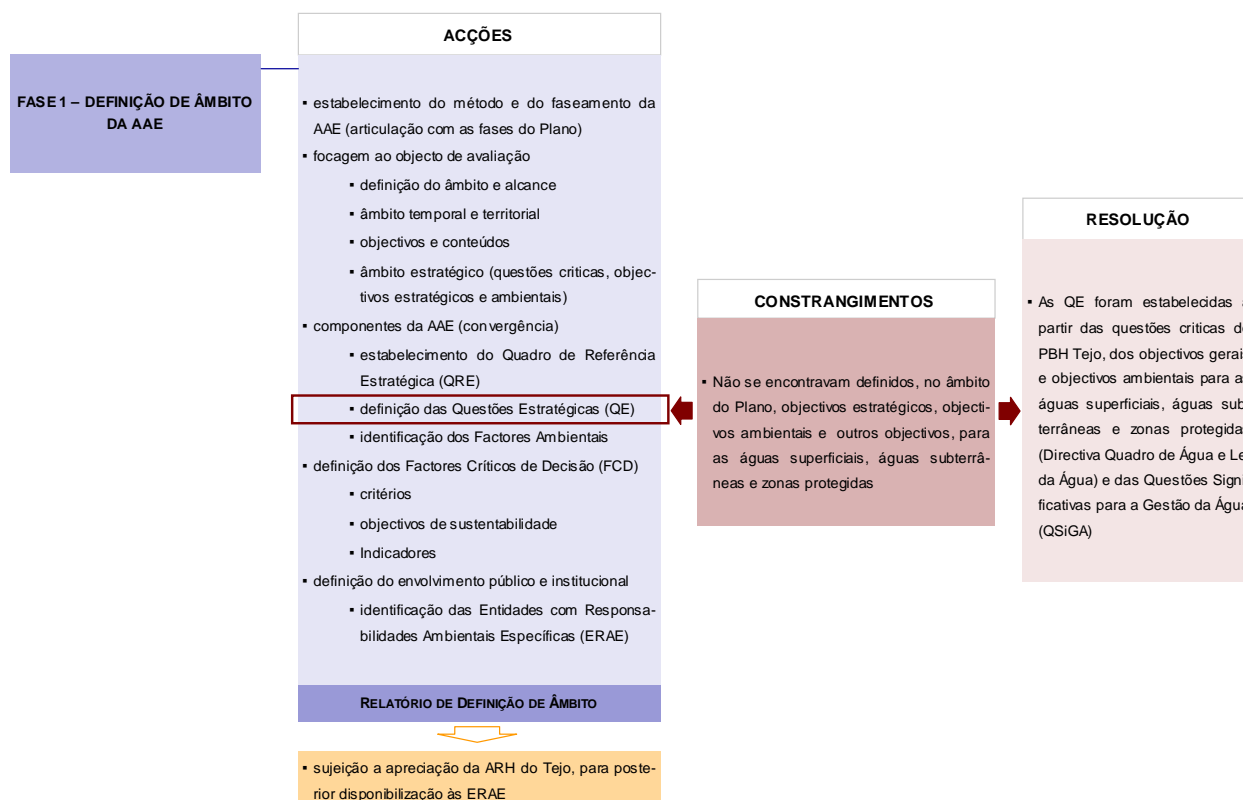 ACÇÕES
FASE 1 – DEFINIÇÃO DE ÂMBITO
DA AAE
▪ estabelecimento do método e do faseamento da
AAE (articulação com as fases do Plano)
▪ focagem ao objecto de avaliação
▪ definição do âmbito e alcance
▪ âmbito temporal e territorial
▪ objectivos e conteúdos
▪ âmbito estratégico (questões criticas, objec-
tivos estratégicos e ambientais)
▪ componentes da AAE (convergência)
▪ estabelecimento do Quadro de Referência
Estratégica (QRE)
▪ definição das Questões Estratégicas (QE)
▪ identificação dos Factores Ambientais
▪ definição dos Factores Críticos de Decisão (FCD)
▪ critérios
▪ objectivos de sustentabilidade
▪ Indicadores
▪ definição do envolvimento público e institucional
▪ identificação das Entidades com Responsa-
bilidades Ambientais Específicas (ERAE)
RELATÓRIO DE DEFINIÇÃO DE ÂMBITO
▪ sujeição a apreciação da ARH do Tejo, para poste-
rior disponibilização às ERAE
CONSTRANGIMENTOS
▪ Não se encontravam definidos, no âmbito
do Plano, objectivos estratégicos, objecti-
vos ambientais e outros objectivos, para
as águas superficiais, águas subterrâ-
neas e zonas protegidas
RESOLUÇÃO
▪ As QE foram estabelecidas
partir das questões criticas
PBH Tejo, dos objectivos gerais
e objectivos ambientais para as
águas superficiais, águas sub
terrâneas e zonas protegidas
(Directiva Quadro de Água e
da Água) e das Questões Signi
ficativas para a Gestão da Água
(QSiGA)